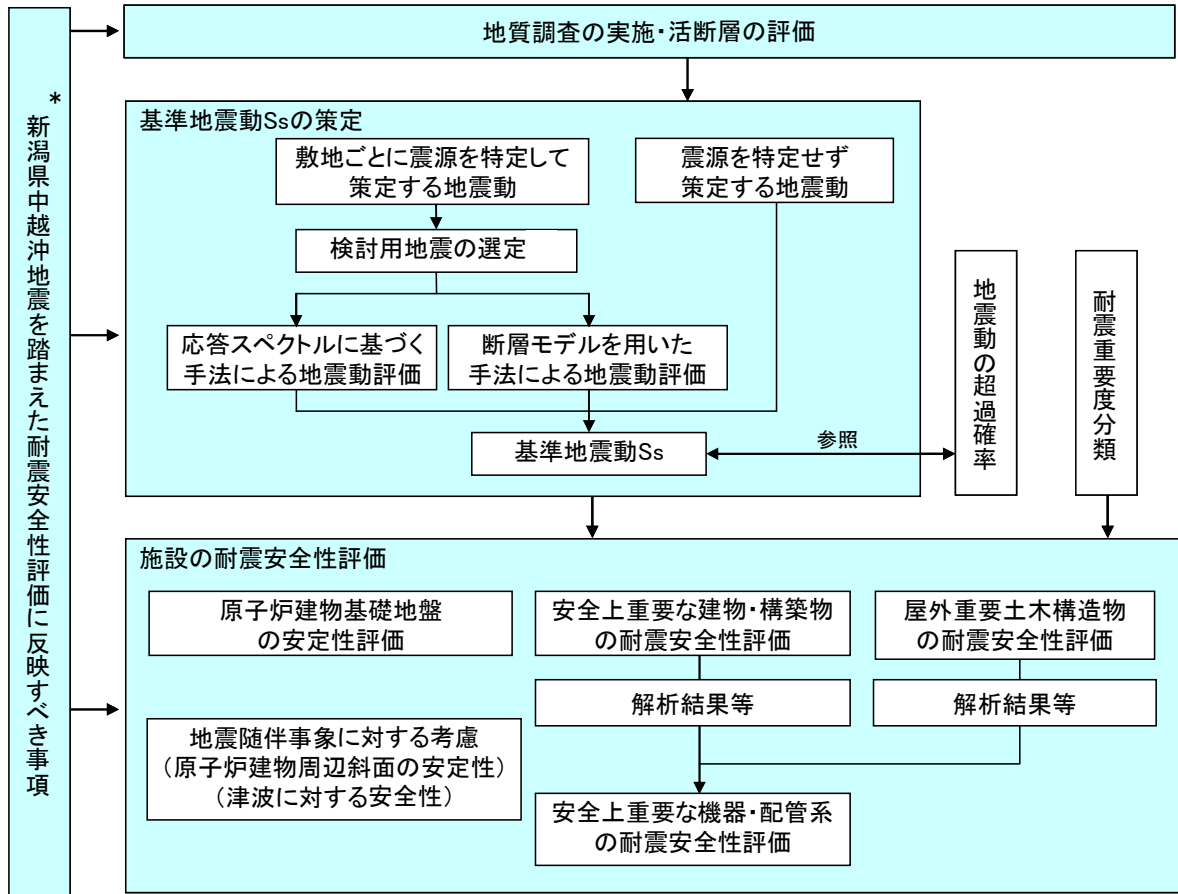 地質調査の実施・活断層の評価
*
新潟県中越沖地震を踏まえた耐震安全性評価に反映すべき事項
基準地震動Ssの策定
敷地ごとに震源を特定して
策定する地震動
震源を特定せず
策定する地震動
検討用地震の選定
応答スペクトルに基づく
手法による地震動評価
断層モデルを用いた
手法による地震動評価
基準地震動Ss
参照
地震動の超過確率
耐震重要度分類
施設の耐震安全性評価
原子炉建物基礎地盤
の安定性評価
安全上重要な建物・構築物
の耐震安全性評価
屋外重要土木構造物
の耐震安全性評価
解析結果等
解析結果等
地震随伴事象に対する考慮
(原子炉建物周辺斜面の安定性)
(津波に対する安全性)
安全上重要な機器・配管系
の耐震安全性評価